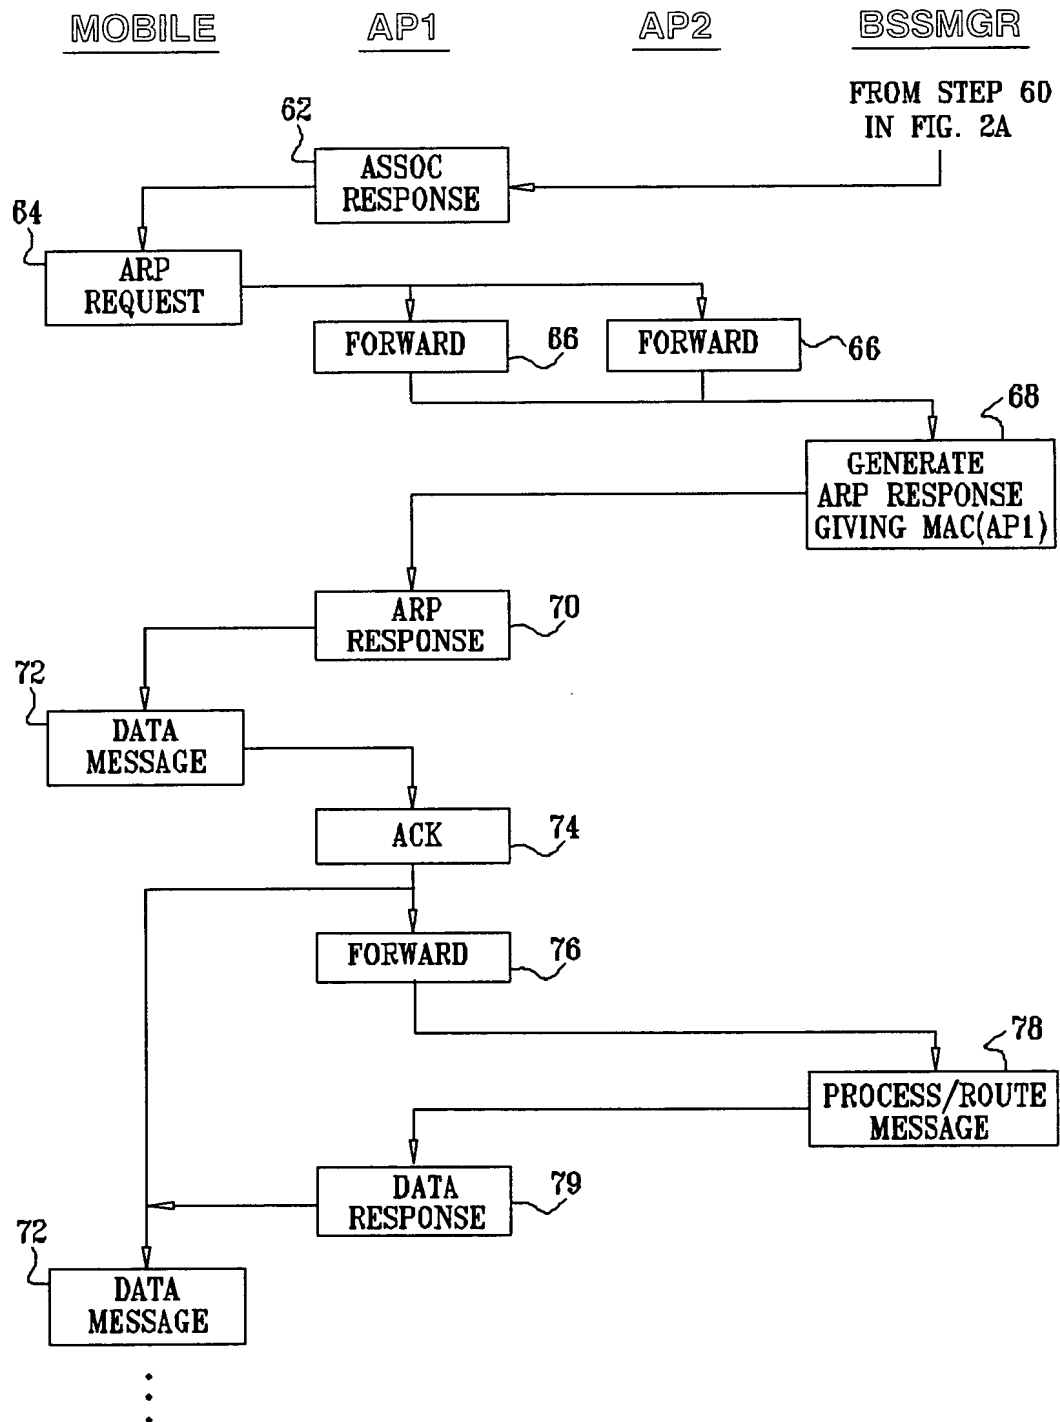 MOBILE AP1 AP2 BSSMGR
FROM STEP 60
IN FIG. 2A
62
ASSOC
RESPONSE
64
ARP
REQUEST
FORWARD
66
FORWARD
66
68
GENERATE
ARP RESPONSE
GIVING MAC(AP1)
ARP
RESPONSE
70
72
DATA
MESSAGE
ACK
74
FORWARD
76
78
PROCESS/ROUTE
MESSAGE
DATA
RESPONSE
79
72
DATA
MESSAGE